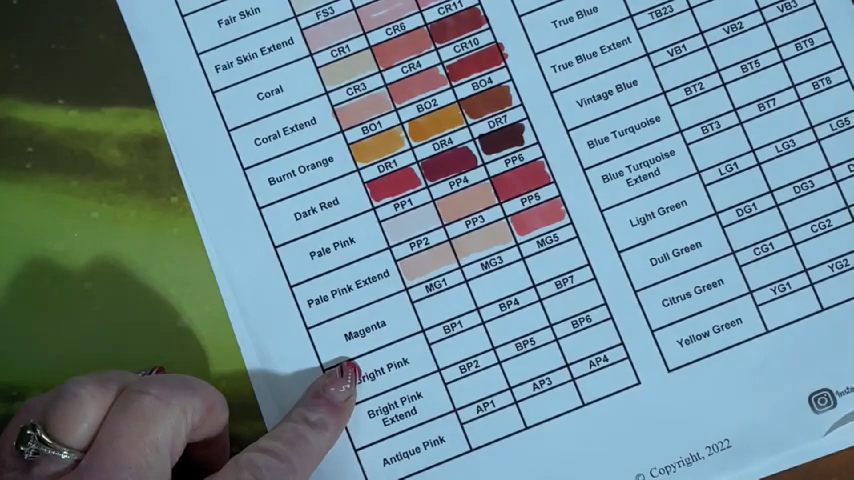 Fair Skin
FS3
Fair Skin Extend
CR1 CR6 CR11
Coral
CR3 CR4 CR10
Coral Extend
BO1 BO2 BO4
Burnt Orange
DR1 DR4 DR7
Dark Red
PP1 PP4 PP6
Pale Pink
PP2 PP3 PP5
Pale Pink Extend
MG1 MG3 MG5
Magenta
BP1 BP4 BP7
Bright Pink
BP2 BP5 BP6
Bright Pink
Extend
AP1 AP3 AP4
Antique Pink
True Blue
TB23
True Blue Extent
VB1 VB2 VB3
Vintage Blue
BT2 BT5 BT9
Blue Turquoise
BT3 BT7 BT8
Blue Turquoise
Extend
LG1 LG3 LG5
Light Green
DG1 DG3
Dull Green
CG1 CG2
Citrus Green
YG1 YG2
Yellow Green
© Copyright, 2022